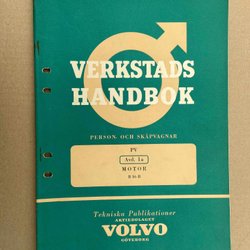 VERKSTADS
HANDBOK
PERSON- OCH SKÅPVAGNAR
PV
Avd. 1a
MOTOR
B 16 B
Tekniska Publikationer
AKTIEBOLAGET
VOLVO
GÖTEBORG